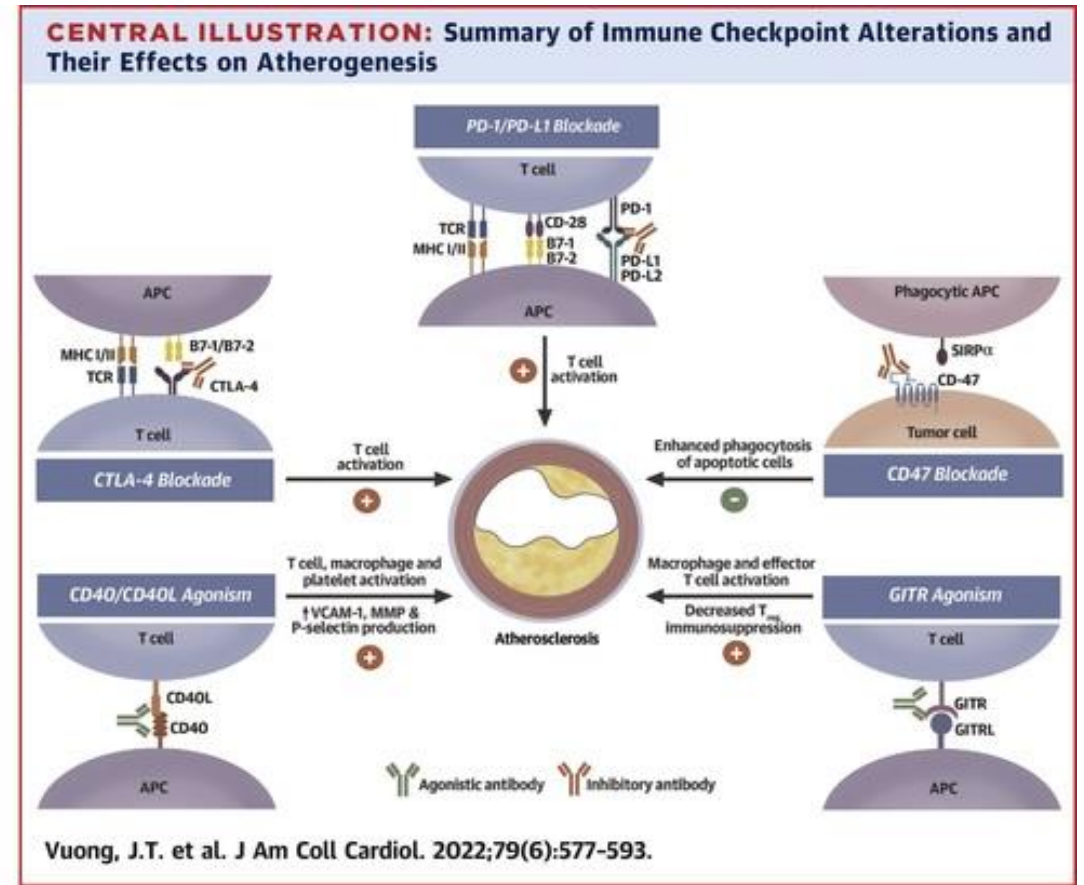 CENTRAL ILLUSTRATION: Summary of Immune Checkpoint Alterations and
Their Effects on Atherogenesis
PD-1/PD-L1 Blockade
T cell
TCR
MHC I/II
CD-28
B7-1
B7-2
PD-1
PD-L1
PD-L2
APC
T cell
activation
APC
MHC I/II
TCR
B7-1/B7-2
CTLA-4
T cell
CTLA-4 Blockade
T cell
activation
Phagocytic APC
SIRPα
CD-47
Tumor cell
CD47 Blockade
Enhanced phagocytosis
of apoptotic cells
CD40/CD40L Agonism
T cell
CD40L
CD40
APC
T cell, macrophage and
platelet activation
↑VCAM-1, MMP &
P-selectin production
Atherosclerosis
Macrophage and effector
T cell activation
Decreased Treg
immunosuppression
GITR Agonism
T cell
GITR
GITRL
APC
Agonistic antibody
Inhibitory antibody
Vuong, J.T. et al. J Am Coll Cardiol. 2022;79(6):577–593.